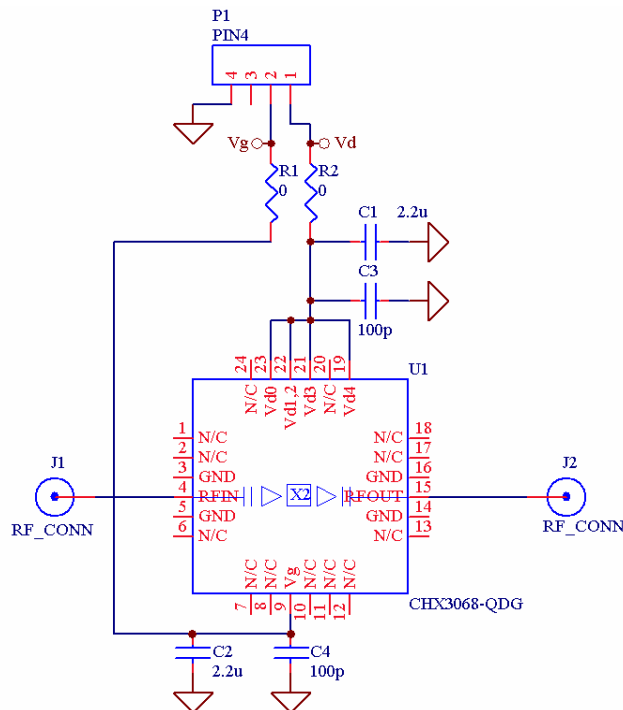 P1
PIN4
4
3
2
1
Vg
Vd
R1
0
R2
0
C1
2.2u
C3
100p
24
23
22
21
20
19
N/C
Vd0
Vd1,2
Vd3
N/C
Vd4
U1
1
N/C
2
N/C
3
GND
4
RFIN
5
GND
6
N/C
18
N/C
17
N/C
16
GND
15
RFOUT
14
GND
13
N/C
X2
J1
RF_CONN
J2
RF_CONN
N/C
N/C
Vg
N/C
N/C
N/C
7
8
9
10
11
12
CHX3068-QDG
C2
2.2u
C4
100p